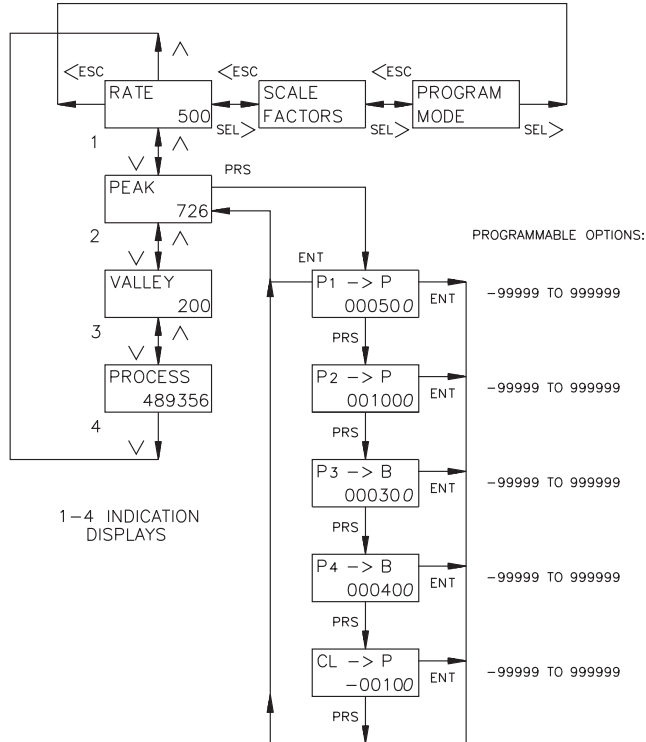 ∧
<ESC <ESC <ESC
RATE SCALE PROGRAM
500 FACTORS MODE
SEL> SEL> SEL>
1 ∧
∨ PRS
PEAK
726
2 ∧
∨
PROGRAMMABLE OPTIONS:
ENT
VALLEY
200
P1 -> P
000500
ENT
-99999 TO 999999
3 ∧
∨
PRS
PROCESS
489356
P2 -> P
001000
ENT
-99999 TO 999999
4
∨
PRS
P3 -> B
000300
ENT
-99999 TO 999999
1-4 INDICATION
DISPLAYS
PRS
P4 -> B
000400
ENT
-99999 TO 999999
PRS
CL -> P
-00100
ENT
-99999 TO 999999
PRS